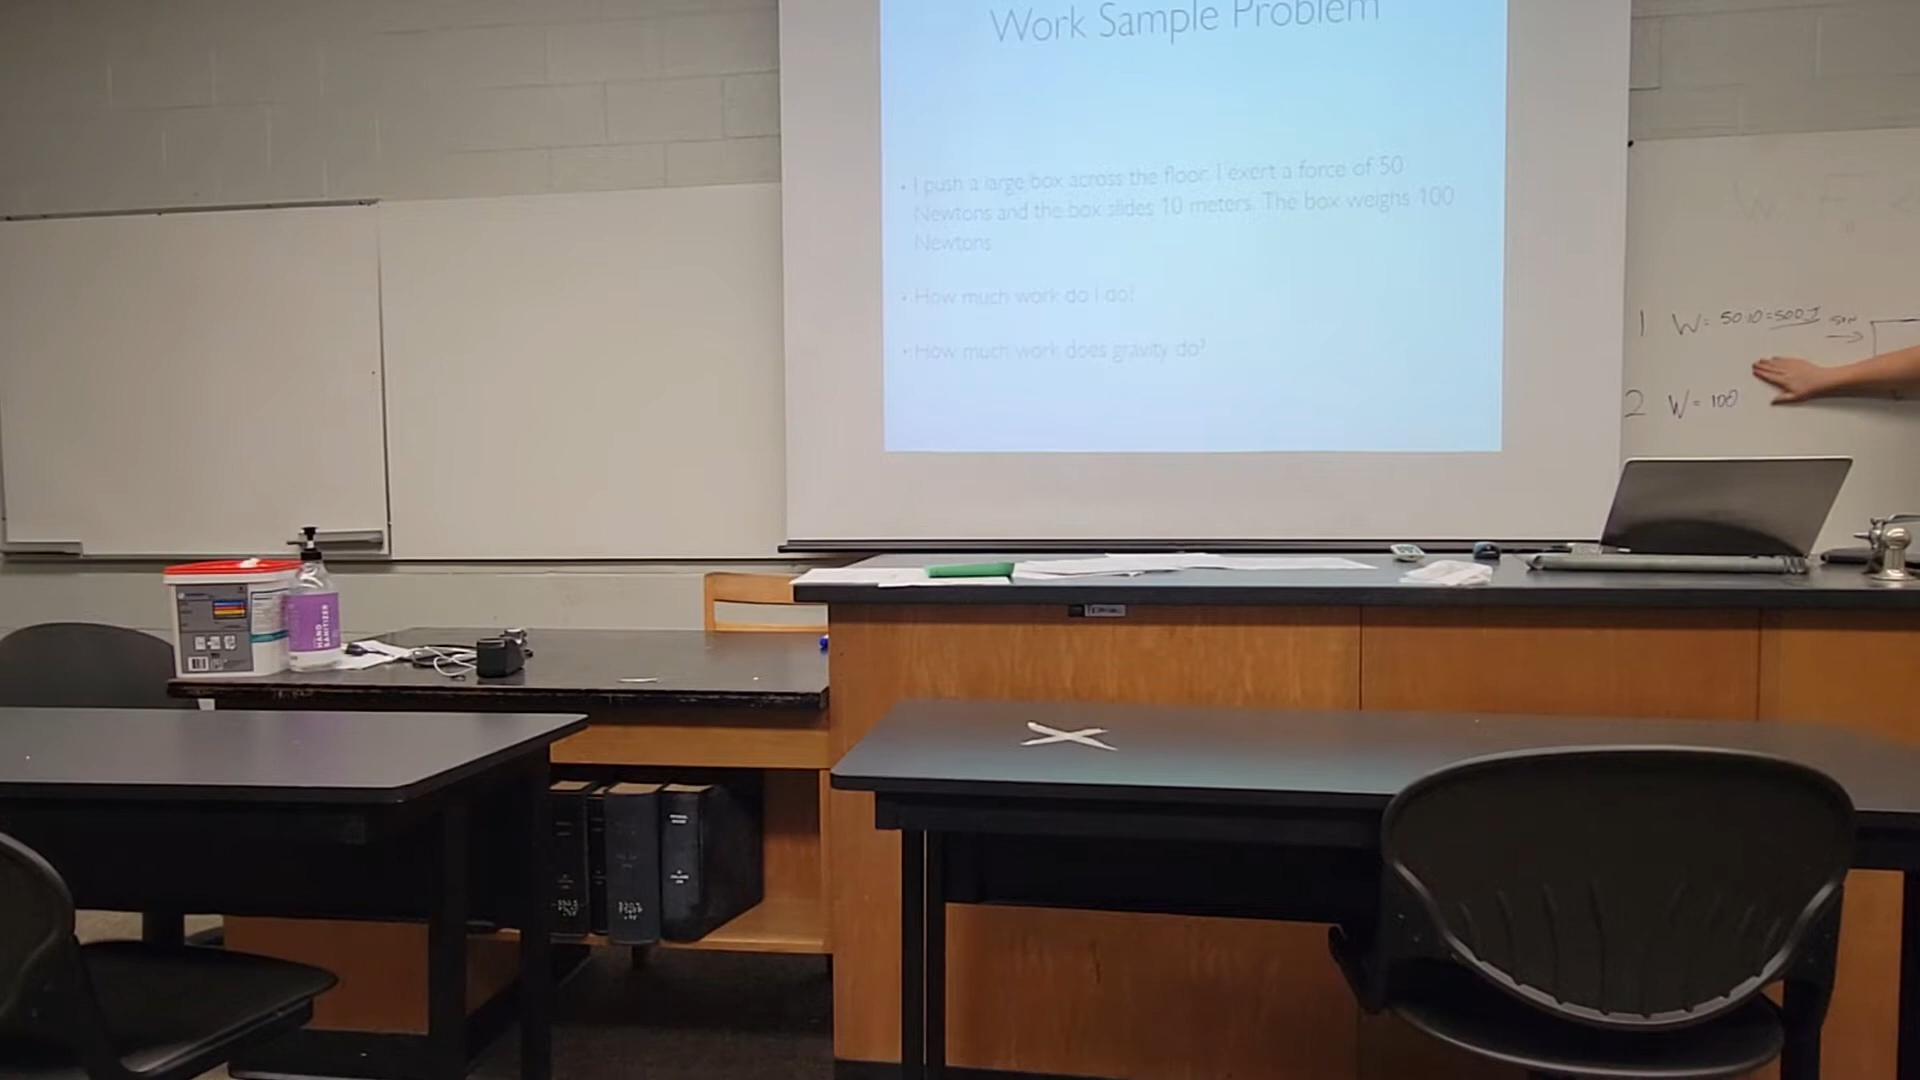 Work Sample Problem
• I push a large box across the floor. I exert a force of 50
Newtons and the box slides 10 meters. The box weighs 100
Newtons
• How much work do I do?
• How much work does gravity do?
W = F
1 W= 50·10=500J 50N
2 W= 100
HAND
SANITIZER